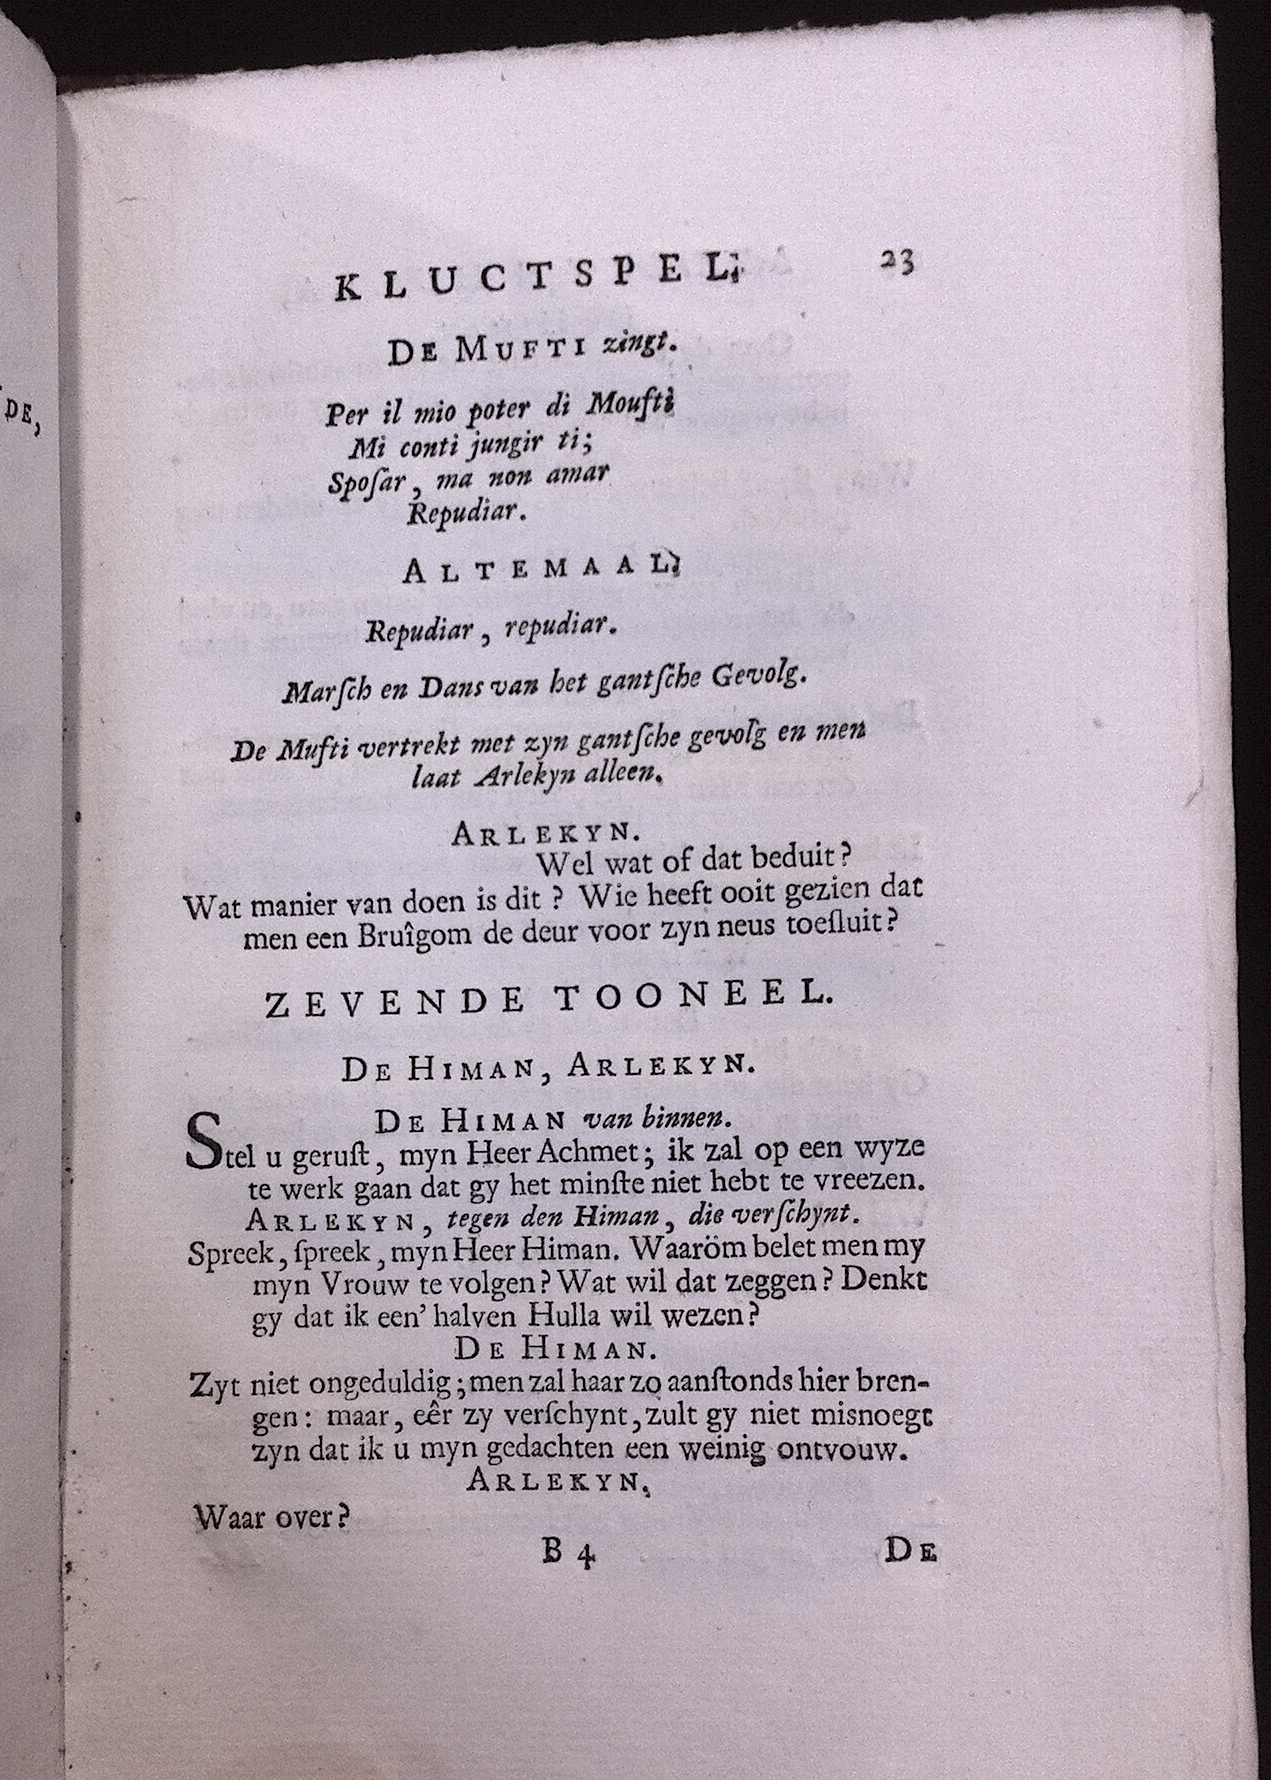 DE,
KLUCTSPEL. 23
DE MUFTI zingt.
Per il mio poter di Moufti
Mi conti jungir ti;
Spoſar, ma non amar
Repudiar.
ALTEMAAL.
Repudiar, repudiar.
Marſch en Dans van het gantſche Gevolg.
De Mufti vertrekt met zyn gantſche gevolg en men
laat Arlekyn alleen.
ARLEKYN.
Wel wat of dat beduit?
Wat manier van doen is dit? Wie heeft ooit gezien dat
men een Bruîgom de deur voor zyn neus toeſluit?
ZEVENDE TOONEEL.
DE HIMAN, ARLEKYN.
DE HIMAN van binnen.
Stel u geruſt, myn Heer Achmet; ik zal op een wyze
te werk gaan dat gy het minſte niet hebt te vreezen.
ARLEKYN, tegen den Himan, die verſchynt.
Spreek, ſpreek, myn Heer Himan. Waaröm belet men my
myn Vrouw te volgen? Wat wil dat zeggen? Denkt
gy dat ik een' halven Hulla wil wezen?
DE HIMAN.
Zyt niet ongeduldig; men zal haar zo aanſtonds hier bren-
gen: maar, eêr zy verſchynt, zult gy niet misnoegt
zyn dat ik u myn gedachten een weinig ontvouw.
ARLEKYN.
Waar over?
B 4 DE